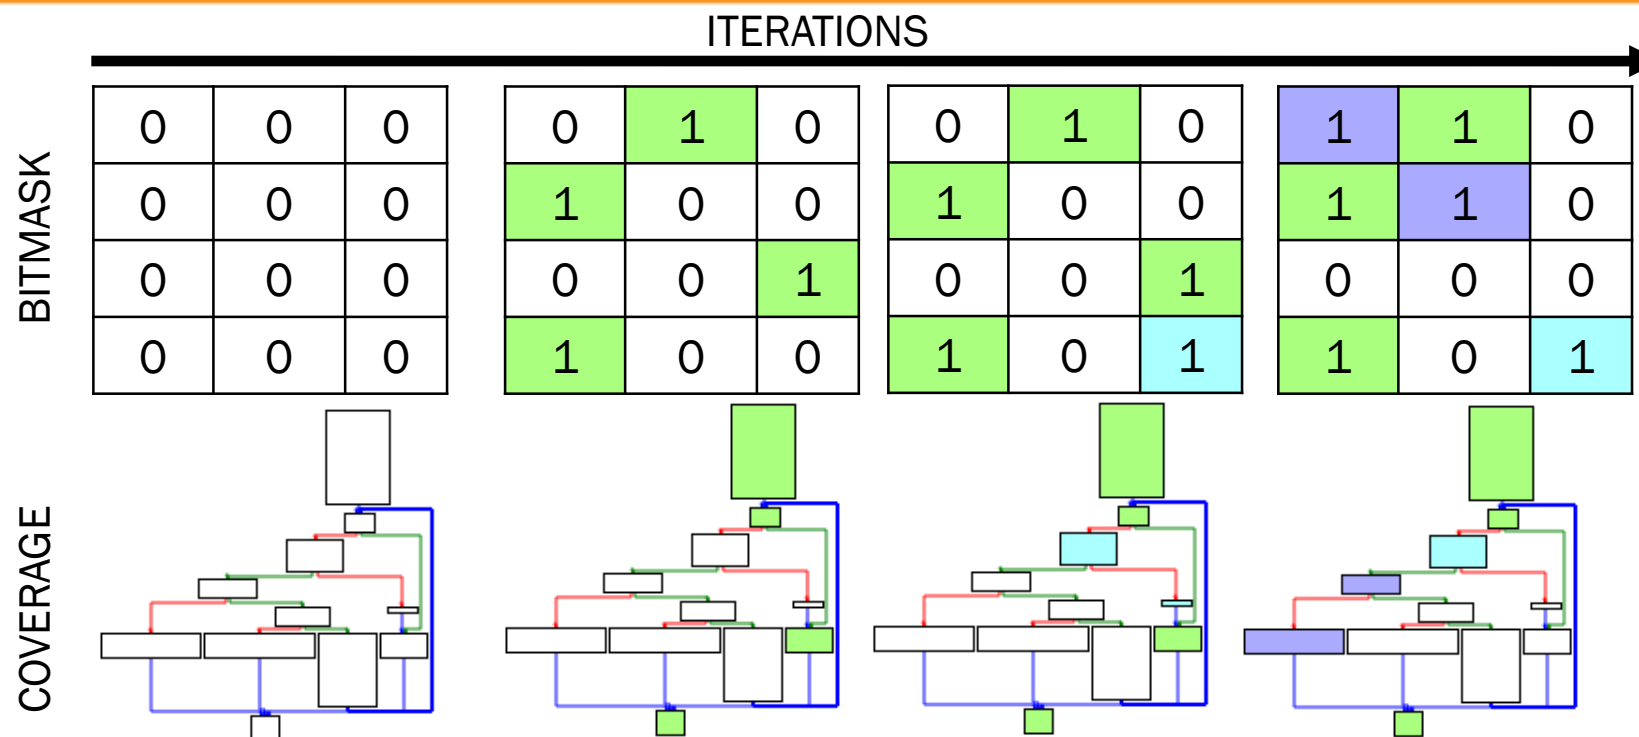 ITERATIONS
BITMASK
0 0 0 0 1 0 0 1 0 1 1 0
0 0 0 1 0 0 1 0 0 1 1 0
0 0 0 0 0 1 0 0 1 0 0 0
0 0 0 1 0 0 1 0 1 1 0 1
COVERAGE